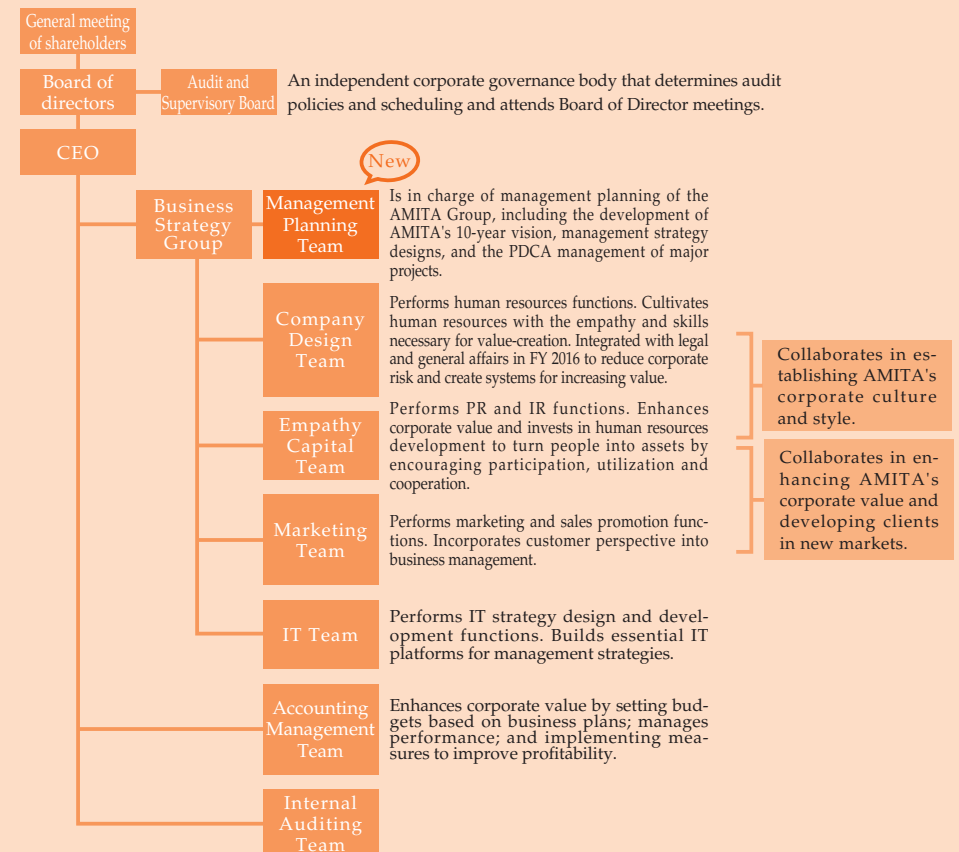 General meeting
of shareholders
Board of
directors
Audit and
Supervisory Board
An independent corporate governance body that determines audit
policies and scheduling and attends Board of Director meetings.
CEO
New
Business
Strategy
Group
Management
Planning
Team
Is in charge of management planning of the
AMITA Group, including the development of
AMITA's 10-year vision, management strategy
designs, and the PDCA management of major
projects.
Company
Design
Team
Performs human resources functions. Cultivates
human resources with the empathy and skills
necessary for value-creation. Integrated with legal
and general affairs in FY 2016 to reduce corporate
risk and create systems for increasing value.
Collaborates in es-
tablishing AMITA's
corporate culture
and style.
Empathy
Capital
Team
Performs PR and IR functions. Enhances
corporate value and invests in human resources
development to turn people into assets by
encouraging participation, utilization and
cooperation.
Collaborates in en-
hancing AMITA's
corporate value and
developing clients
in new markets.
Marketing
Team
Performs marketing and sales promotion func-
tions. Incorporates customer perspective into
business management.
IT Team
Performs IT strategy design and devel-
opment functions. Builds essential IT
platforms for management strategies.
Accounting
Management
Team
Enhances corporate value by setting bud-
gets based on business plans; manages
performance; and implementing mea-
sures to improve profitability.
Internal
Auditing
Team